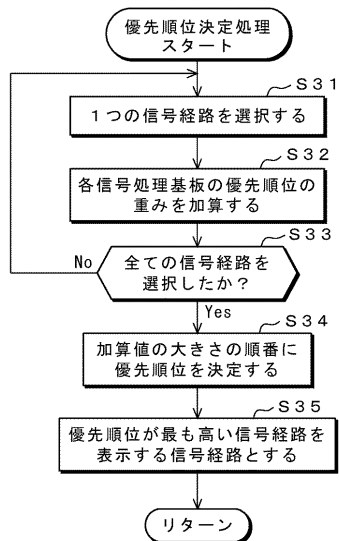 優先順位決定処理
スタート
S31
1つの信号経路を選択する
S32
各信号処理基板の優先順位の
重みを加算する
S33
全ての信号経路を
選択したか？
No
Yes
S34
加算値の大きさの順番に
優先順位を決定する
S35
優先順位が最も高い信号経路を
表示する信号経路とする
リターン